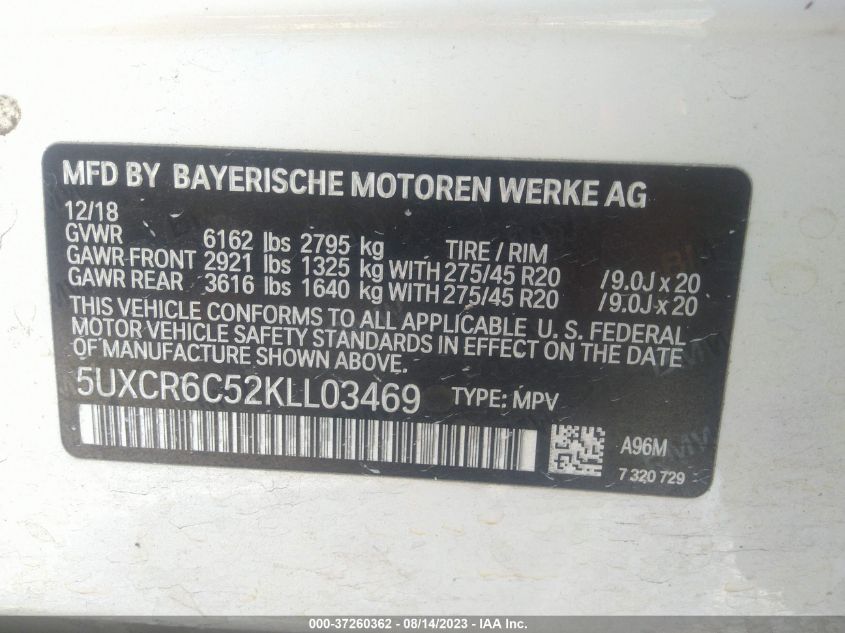 MFD BY BAYERISCHE MOTOREN WERKE AG
12/18
GVWR 6162 lbs 2795 kg TIRE / RIM
GAWR FRONT 2921 lbs 1325 kg WITH 275/45 R20 / 9.0J x 20
GAWR REAR 3616 lbs 1640 kg WITH 275/45 R20 / 9.0J x 20
THIS VEHICLE CONFORMS TO ALL APPLICABLE U. S. FEDERAL
MOTOR VEHICLE SAFETY STANDARDS IN EFFECT ON THE DATE
OF MANUFACTURE SHOWN ABOVE.
5UXCR6C52KLL03469 TYPE: MPV
A96M
7 320 729
000-37260362 - 08/14/2023 - IAA Inc.